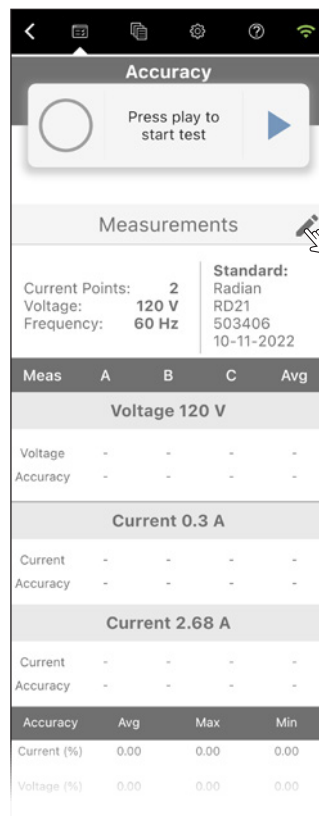 Accuracy
Press play to
start test
Measurements
Current Points: 2
Voltage: 120 V
Frequency: 60 Hz
Standard:
Radian
RD21
503406
10-11-2022
Meas A B C Avg
Voltage 120 V
Voltage - - - -
Accuracy - - - -
Current 0.3 A
Current - - - -
Accuracy - - - -
Current 2.68 A
Current - - - -
Accuracy - - - -
Accuracy Avg Max Min
Current (%) 0.00 0.00 0.00
Voltage (%) 0.00 0.00 0.00